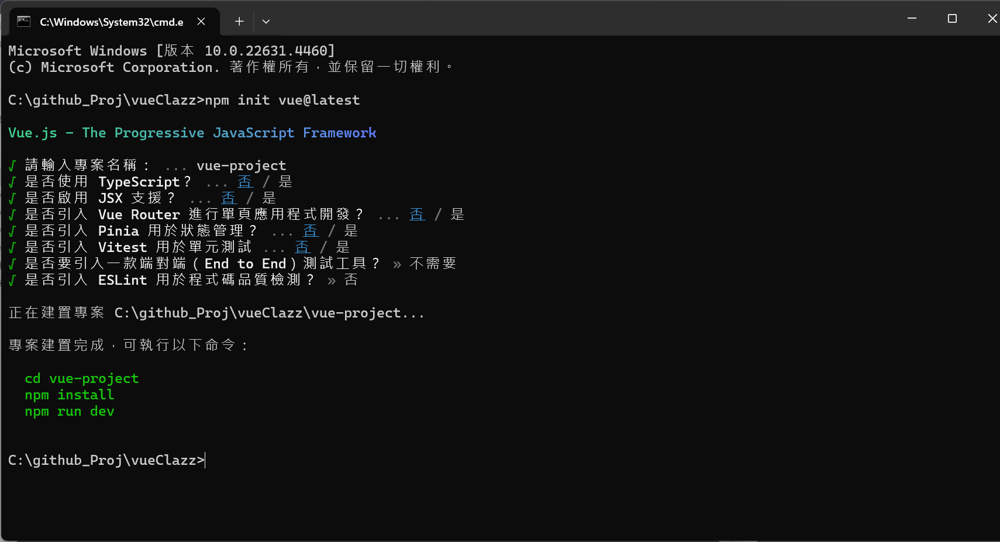 C:\Windows\System32\cmd.e
Microsoft Windows [版本 10.0.22631.4460]
(c) Microsoft Corporation. 著作權所有，並保留一切權利。
C:\github_Proj\vueClazz>npm init vue@latest
Vue.js - The Progressive JavaScript Framework
√ 請輸入專案名稱： ... vue-project
√ 是否使用 TypeScript？ ... 否 / 是
√ 是否啟用 JSX 支援？ ... 否 / 是
√ 是否引入 Vue Router 進行單頁應用程式開發？ ... 否 / 是
√ 是否引入 Pinia 用於狀態管理？ ... 否 / 是
√ 是否引入 Vitest 用於單元測試 ... 否 / 是
√ 是否要引入一款端對端（End to End）測試工具？ » 不需要
√ 是否引入 ESLint 用於程式碼品質檢測？ » 否
正在建置專案 C:\github_Proj\vueClazz\vue-project...
專案建置完成，可執行以下命令：
cd vue-project
npm install
npm run dev
C:\github_Proj\vueClazz>